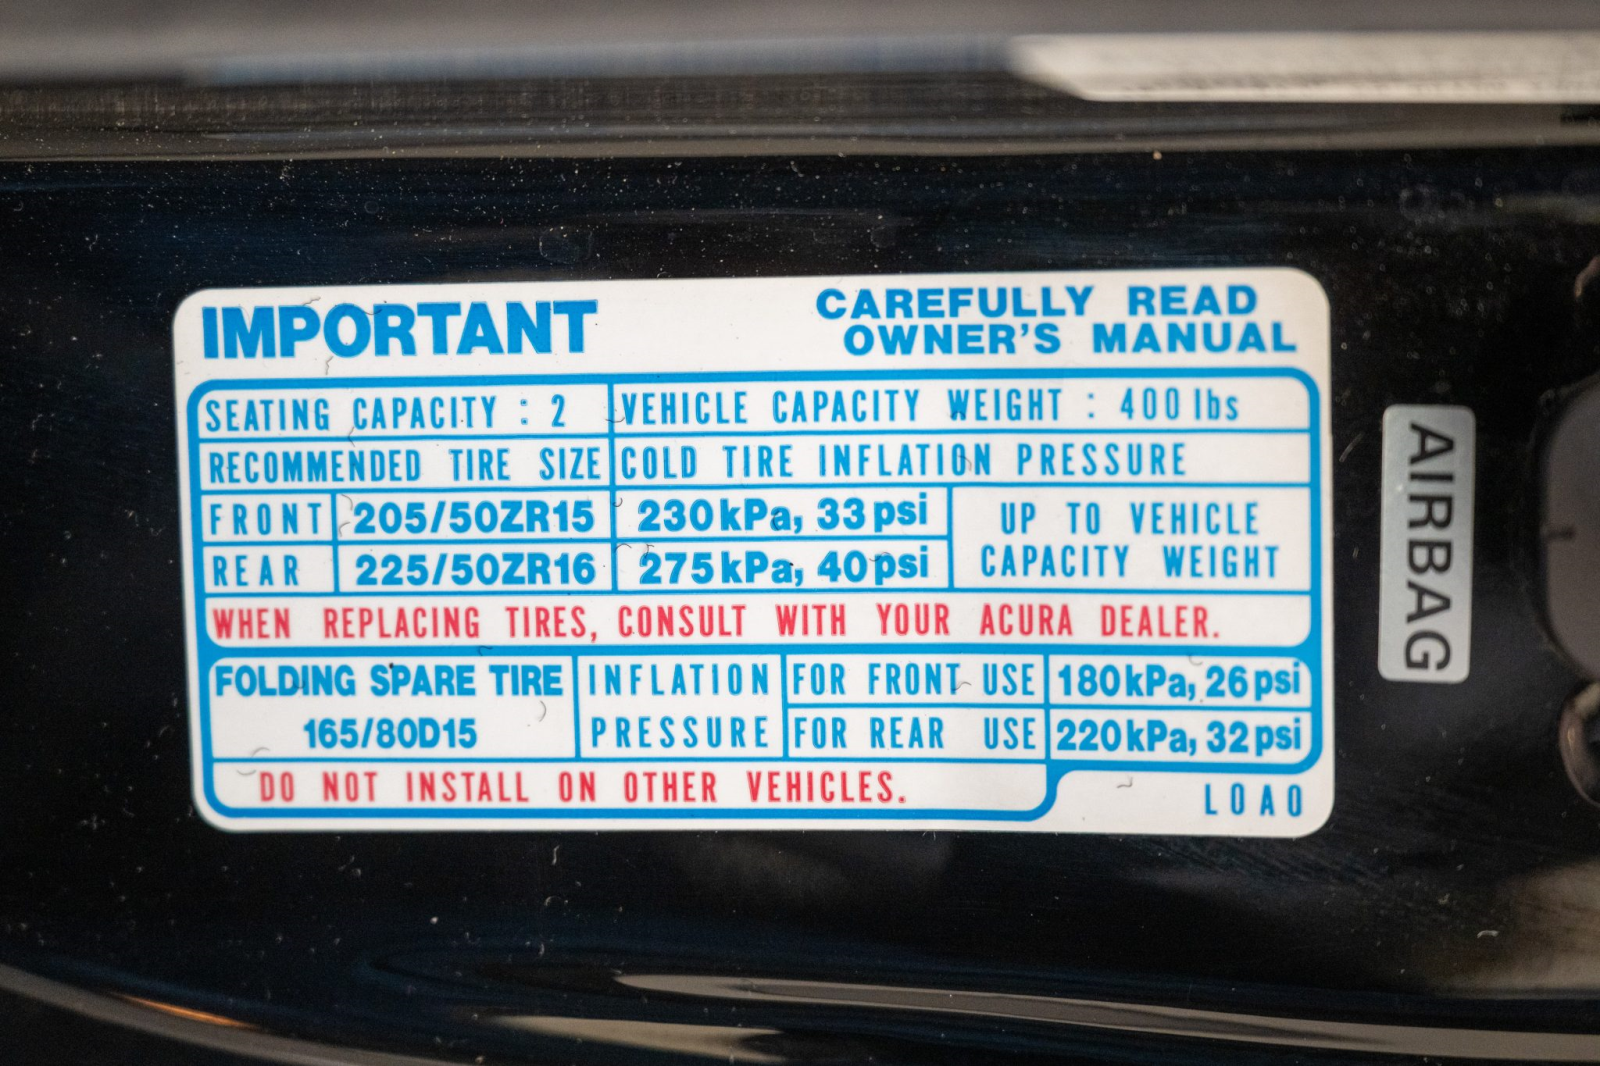 IMPORTANT
CAREFULLY READ
OWNER'S MANUAL
SEATING CAPACITY : 2
VEHICLE CAPACITY WEIGHT : 400 lbs
RECOMMENDED TIRE SIZE
COLD TIRE INFLATION PRESSURE
FRONT
205/50ZR15
230kPa, 33psi
REAR
225/50ZR16
275kPa, 40psi
UP TO VEHICLE
CAPACITY WEIGHT
WHEN REPLACING TIRES, CONSULT WITH YOUR ACURA DEALER.
FOLDING SPARE TIRE
165/80D15
INFLATION
PRESSURE
FOR FRONT USE
180kPa, 26psi
FOR REAR USE
220kPa, 32psi
DO NOT INSTALL ON OTHER VEHICLES.
L0A0
AIRBAG